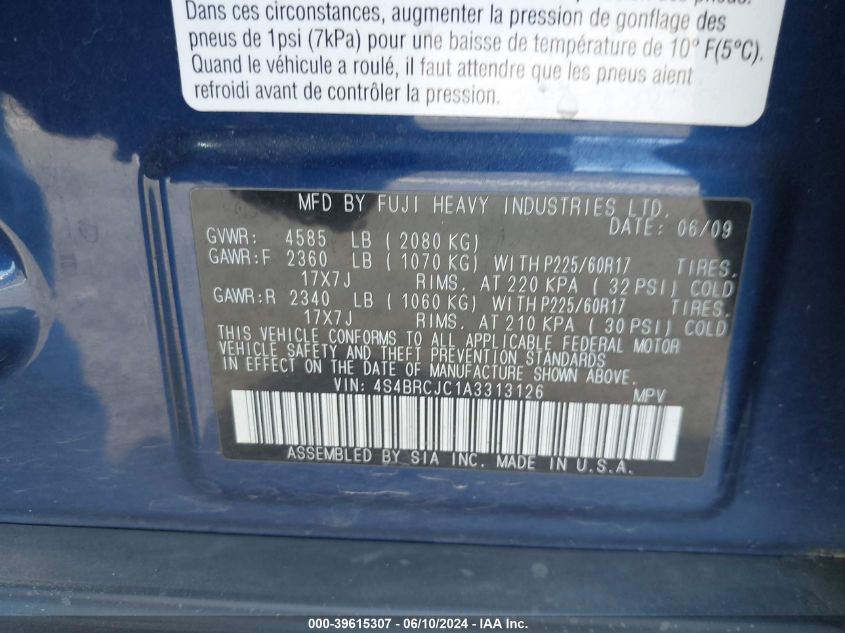 Dans ces circonstances, augmenter la pression de gonflage des
pneus de 1psi (7kPa) pour une baisse de température de 10° F(5°C).
Quand le véhicule a roulé, il faut attendre que les pneus aient
refroidi avant de contrôler la pression.
MFD BY FUJI HEAVY INDUSTRIES LTD.
DATE: 06/09
GVWR: 4585 LB ( 2080 KG)
GAWR:F 2360 LB ( 1070 KG) WITH P225/60R17 TIRES.
17X7J RIMS. AT 220 KPA ( 32 PSI) COLD
GAWR:R 2340 LB ( 1060 KG) WITH P225/60R17 TIRES.
17X7J RIMS. AT 210 KPA ( 30 PSI) COLD
THIS VEHICLE CONFORMS TO ALL APPLICABLE FEDERAL MOTOR
VEHICLE SAFETY AND THEFT PREVENTION STANDARDS
IN EFFECT ON THE DATE OF MANUFACTURE SHOWN ABOVE.
VIN: 4S4BRCJC1A3313126 MPV
ASSEMBLED BY SIA INC. MADE IN U.S.A.
000-39615307 - 06/10/2024 - IAA Inc.